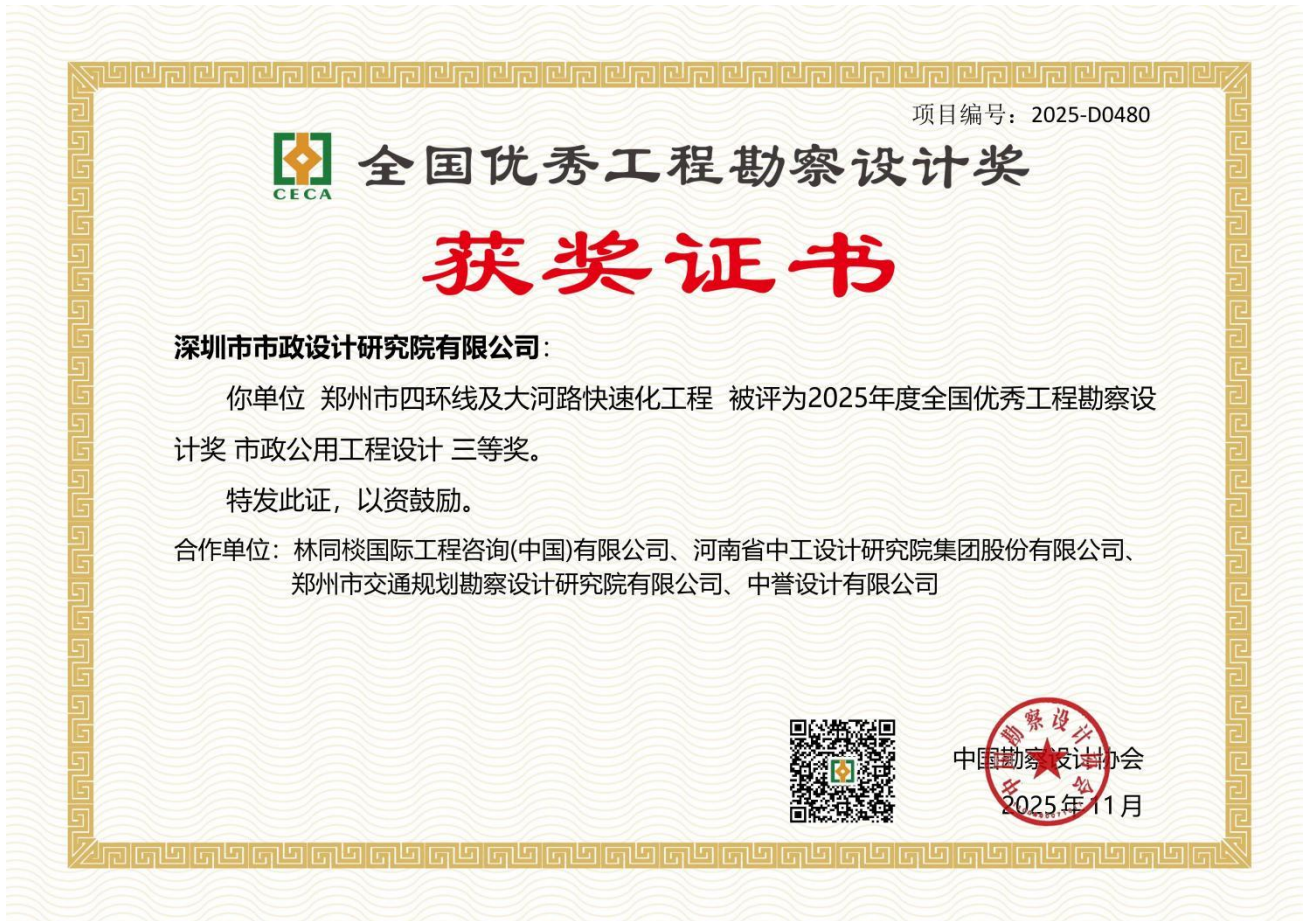 项目编号：2025-D0480
CECA
全国优秀工程勘察设计奖
获奖证书
深圳市市政设计研究院有限公司：
你单位 郑州市四环线及大河路快速化工程 被评为2025年度全国优秀工程勘察设
计奖 市政公用工程设计 三等奖。
特发此证，以资鼓励。
合作单位：林同棪国际工程咨询(中国)有限公司、河南省中工设计研究院集团股份有限公司、
郑州市交通规划勘察设计研究院有限公司、中誉设计有限公司
中国勘察设计协会
中国勘察设计协会
2025年11月